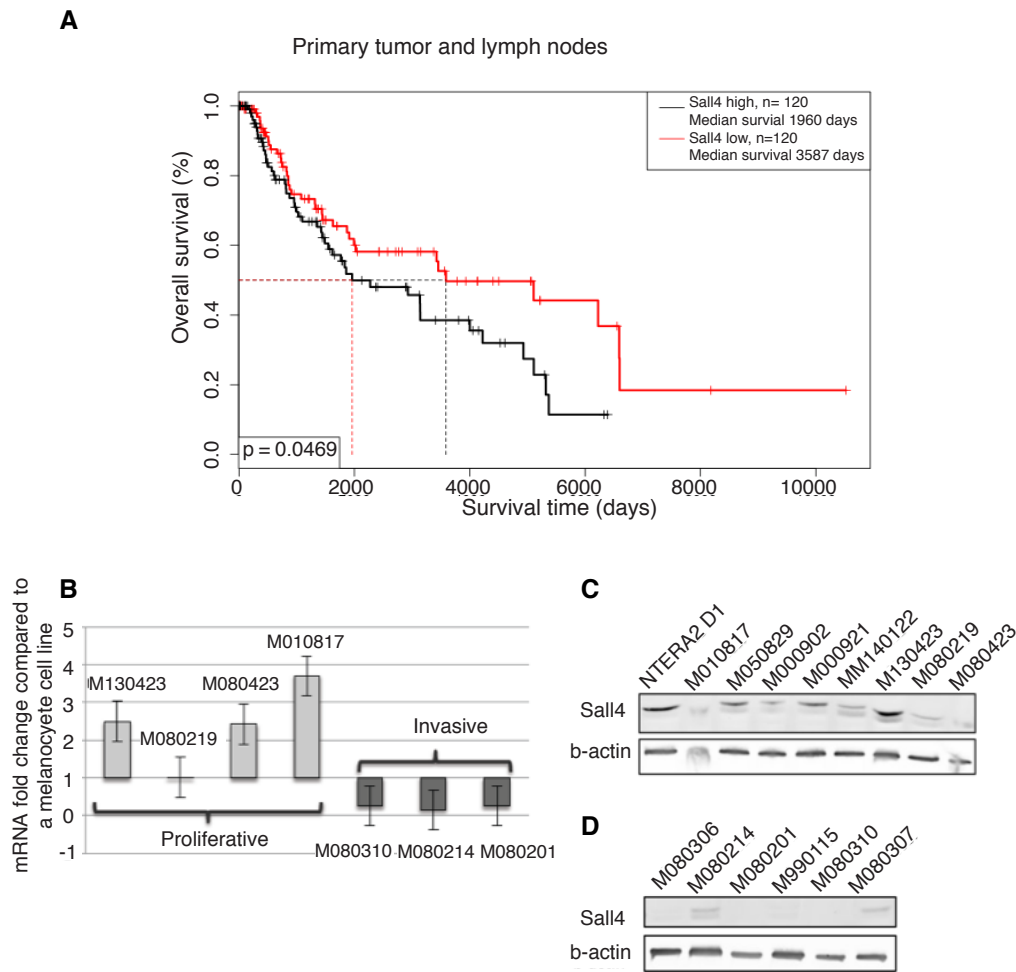 A
Primary tumor and lymph nodes
Overall survival (%)
1.0
0.8
0.6
0.4
0.2
0.0
Sall4 high, n= 120
Median survial 1960 days
Sall4 low, n=120
Median survival 3587 days
p = 0.0469
0 2000 4000 6000 8000 10000
Survival time (days)
B
mRNA fold change compared to
a melanocyte cell line
5
4
3
2
1
0
-1
M130423
M080219
M080423
M010817
Invasive
Proliferative
M080310 M080214 M080201
C
NTERA2 D1 M010817 M050829 M000902 M000921 MM140122 M130423 M080219 M080423
Sall4
b-actin
D
M080306 M080214 M080201 M990115 M080310 M080307
Sall4
b-actin